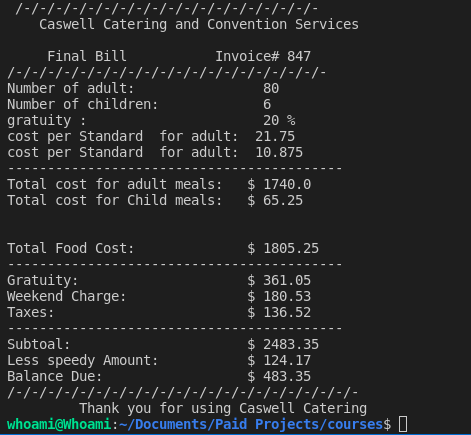 /-/-/-/-/-/-/-/-/-/-/-/-/-/-/-/-/-/-/-
Caswell Catering and Convention Services
Final Bill Invoice# 847
/-/-/-/-/-/-/-/-/-/-/-/-/-/-/-/-/-/-/-/-
Number of adult: 80
Number of children: 6
gratuity : 20 %
cost per Standard  for adult: 21.75
cost per Standard  for adult: 10.875
------------------------------------------
Total cost for adult meals: $ 1740.0
Total cost for Child meals: $ 65.25
Total Food Cost: $ 1805.25
------------------------------------------
Gratuity: $ 361.05
Weekend Charge: $ 180.53
Taxes: $ 136.52
------------------------------------------
Subtoal: $ 2483.35
Less speedy Amount: $ 124.17
Balance Due: $ 483.35
/-/-/-/-/-/-/-/-/-/-/-/-/-/-/-/-/-/-/-/-/-/-
Thank you for using Caswell Catering
whoami@Whoami:~/Documents/Paid Projects/courses$